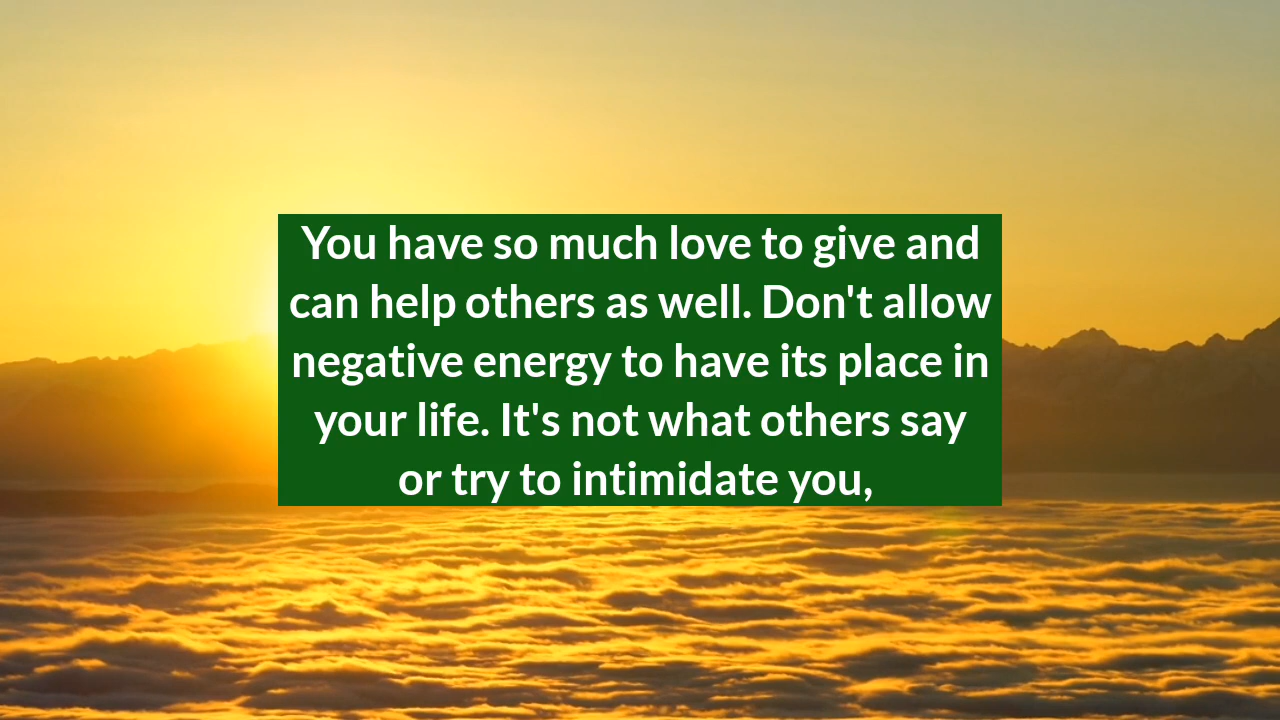 You have so much love to give and
can help others as well. Don't allow
negative energy to have its place in
your life. It's not what others say
or try to intimidate you,